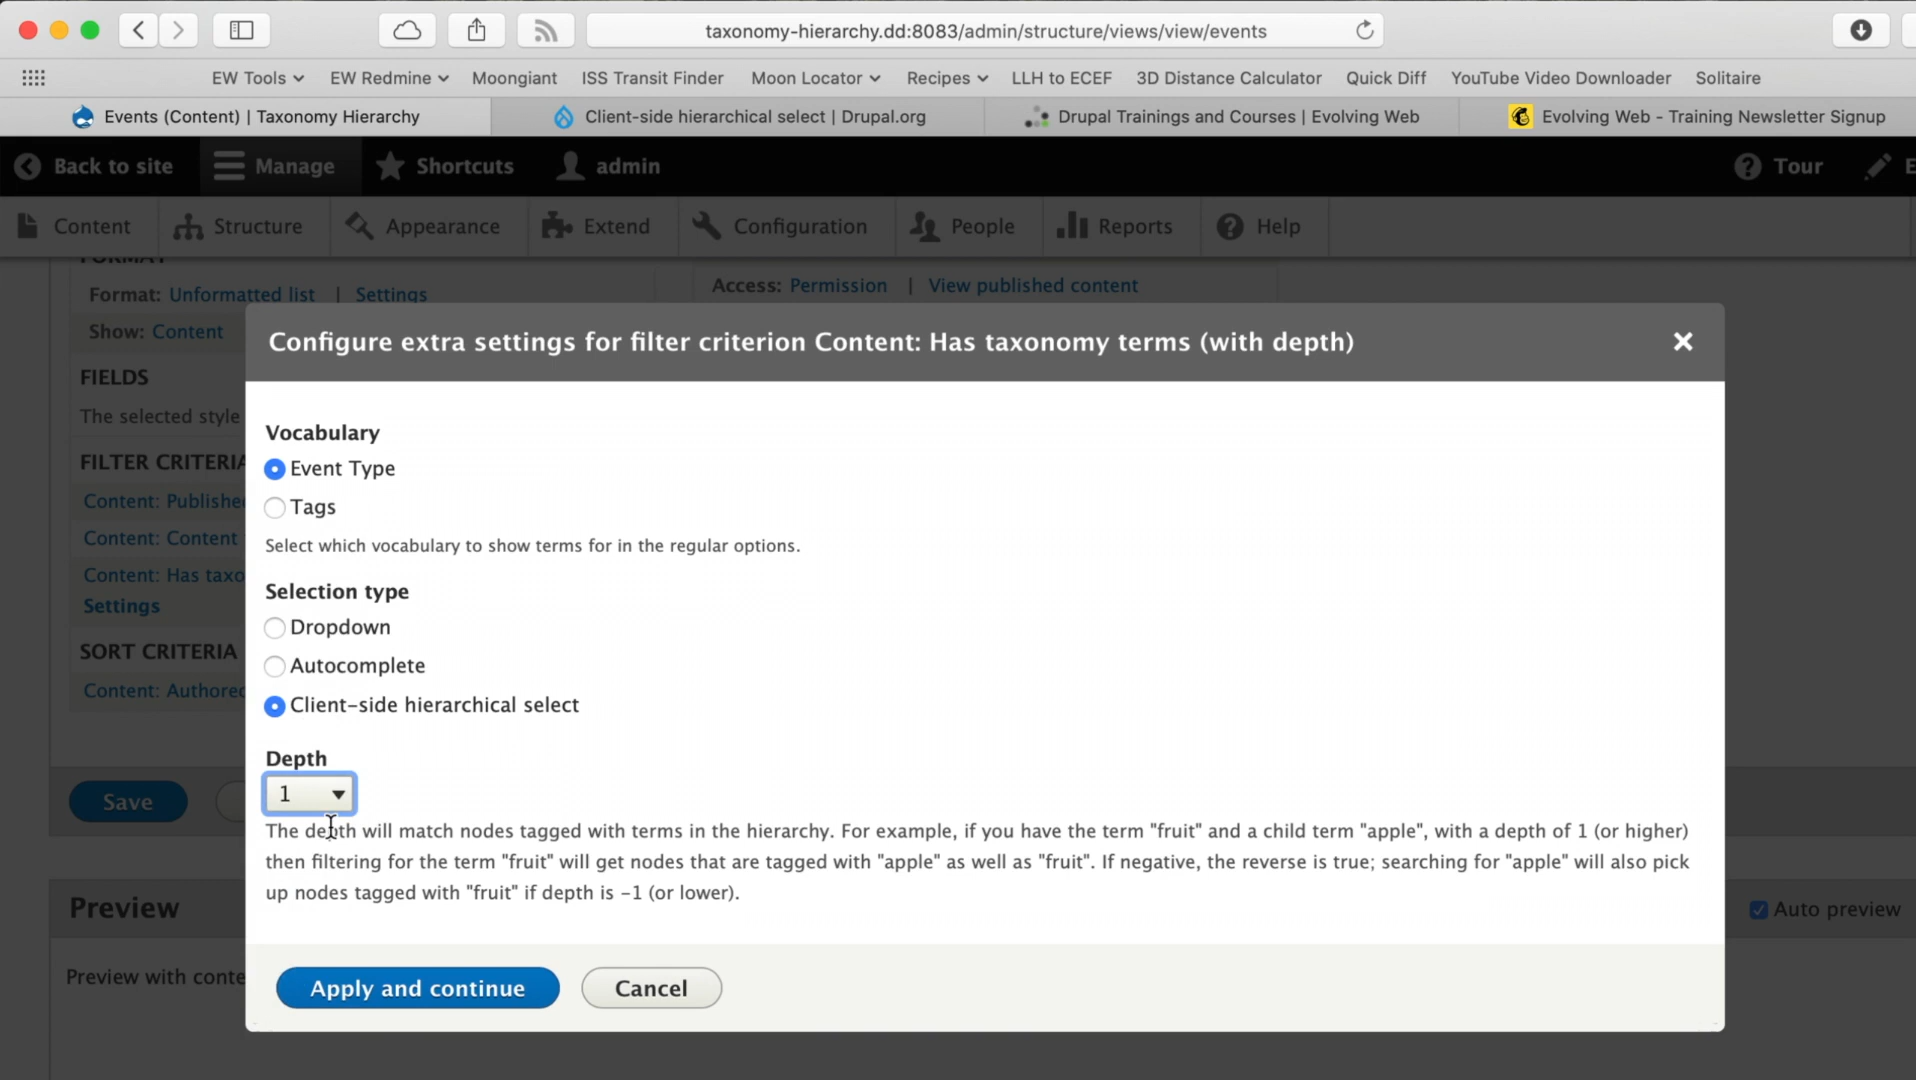 taxonomy-hierarchy.dd:8083/admin/structure/views/view/events
EW Tools EW Redmine Moongiant ISS Transit Finder Moon Locator Recipes LLH to ECEF 3D Distance Calculator Quick Diff YouTube Video Downloader Solitaire
Events (Content) | Taxonomy Hierarchy Client-side hierarchical select | Drupal.org Drupal Trainings and Courses | Evolving Web Evolving Web - Training Newsletter Signup
Back to site Manage Shortcuts admin Tour E
Content Structure Appearance Extend Configuration People Reports Help
FORMAT
Format: Unformatted list | Settings
Access: Permission | View published content
Show: Content
Configure extra settings for filter criterion Content: Has taxonomy terms (with depth)
FIELDS
The selected style
FILTER CRITERIA
Content: Publishe
Content: Content
Content: Has taxo
Settings
SORT CRITERIA
Content: Authored
Vocabulary
Event Type
Tags
Select which vocabulary to show terms for in the regular options.
Selection type
Dropdown
Autocomplete
Client-side hierarchical select
Depth
1
The depth will match nodes tagged with terms in the hierarchy. For example, if you have the term "fruit" and a child term "apple", with a depth of 1 (or higher)
then filtering for the term "fruit" will get nodes that are tagged with "apple" as well as "fruit". If negative, the reverse is true; searching for "apple" will also pick
up nodes tagged with "fruit" if depth is -1 (or lower).
Save
Apply and continue Cancel
Preview
Auto preview
Preview with conte